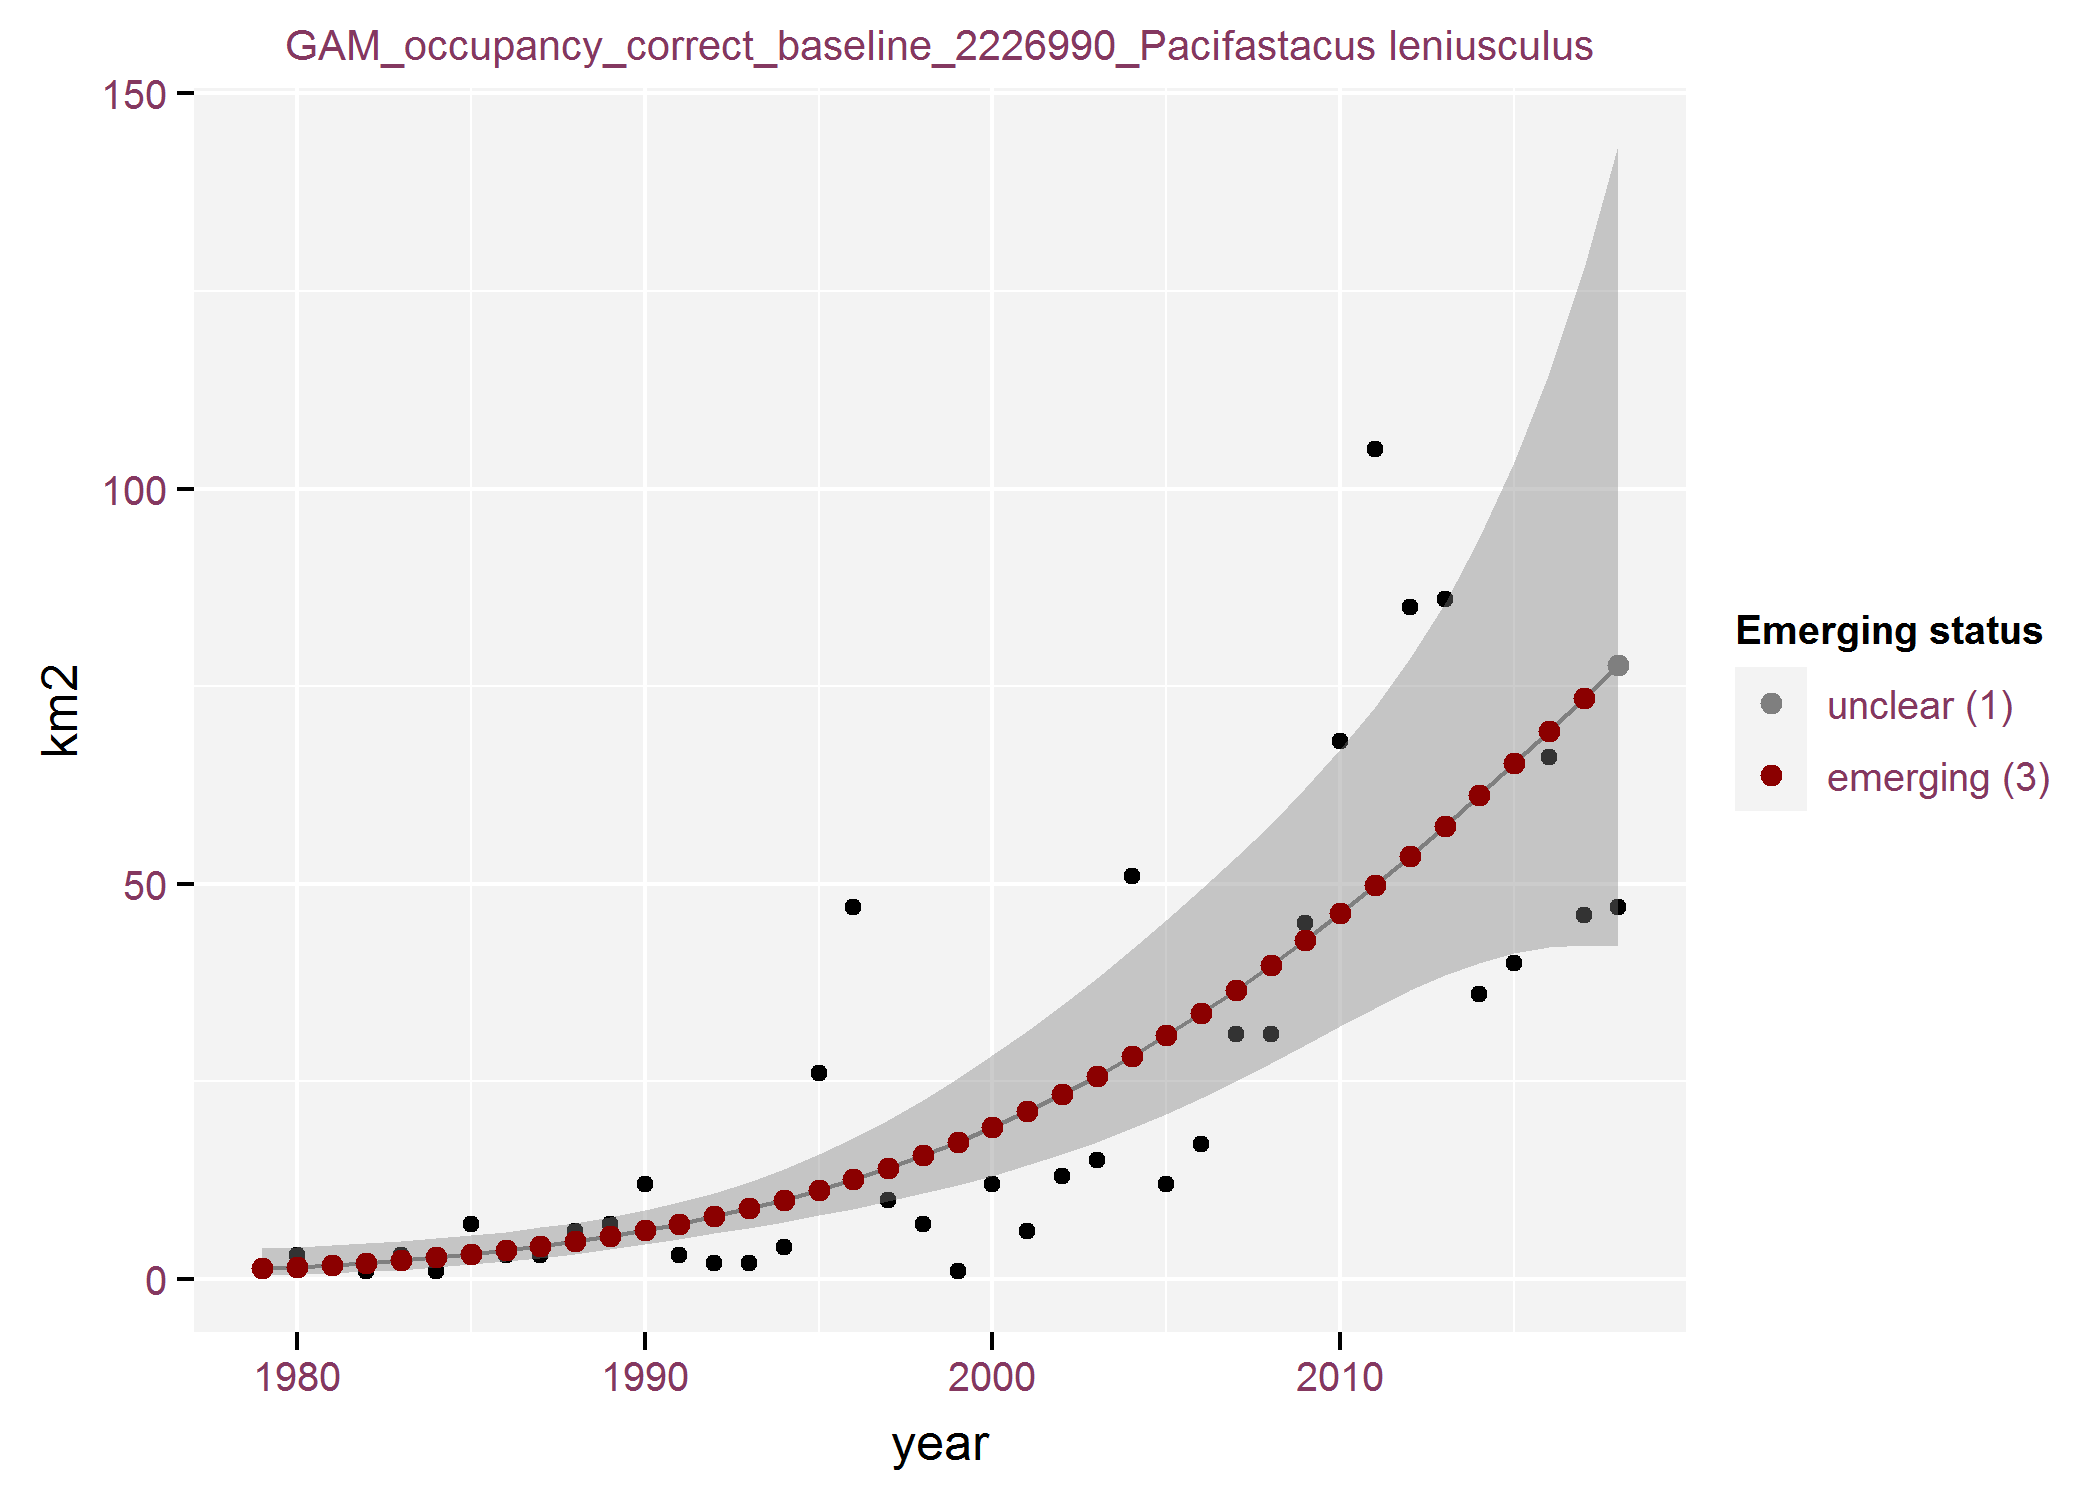 GAM_occupancy_correct_baseline_2226990_Pacifastacus leniusculus
150
100
50
0
km2
1980 1990 2000 2010
year
Emerging status
unclear (1)
emerging (3)